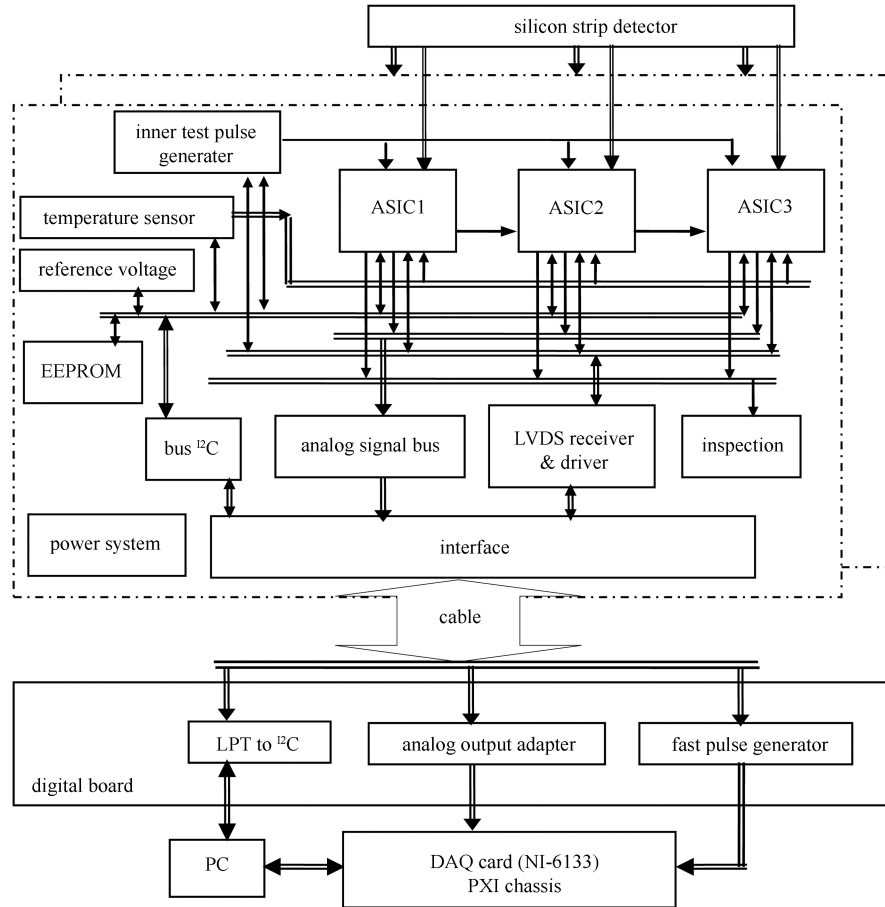 silicon strip detector
inner test pulse
generater
ASIC1
ASIC2
ASIC3
temperature sensor
reference voltage
EEPROM
bus I2C
analog signal bus
LVDS receiver
& driver
inspection
power system
interface
cable
LPT to I2C
analog output adapter
fast pulse generator
digital board
PC
DAQ card (NI-6133)
PXI chassis